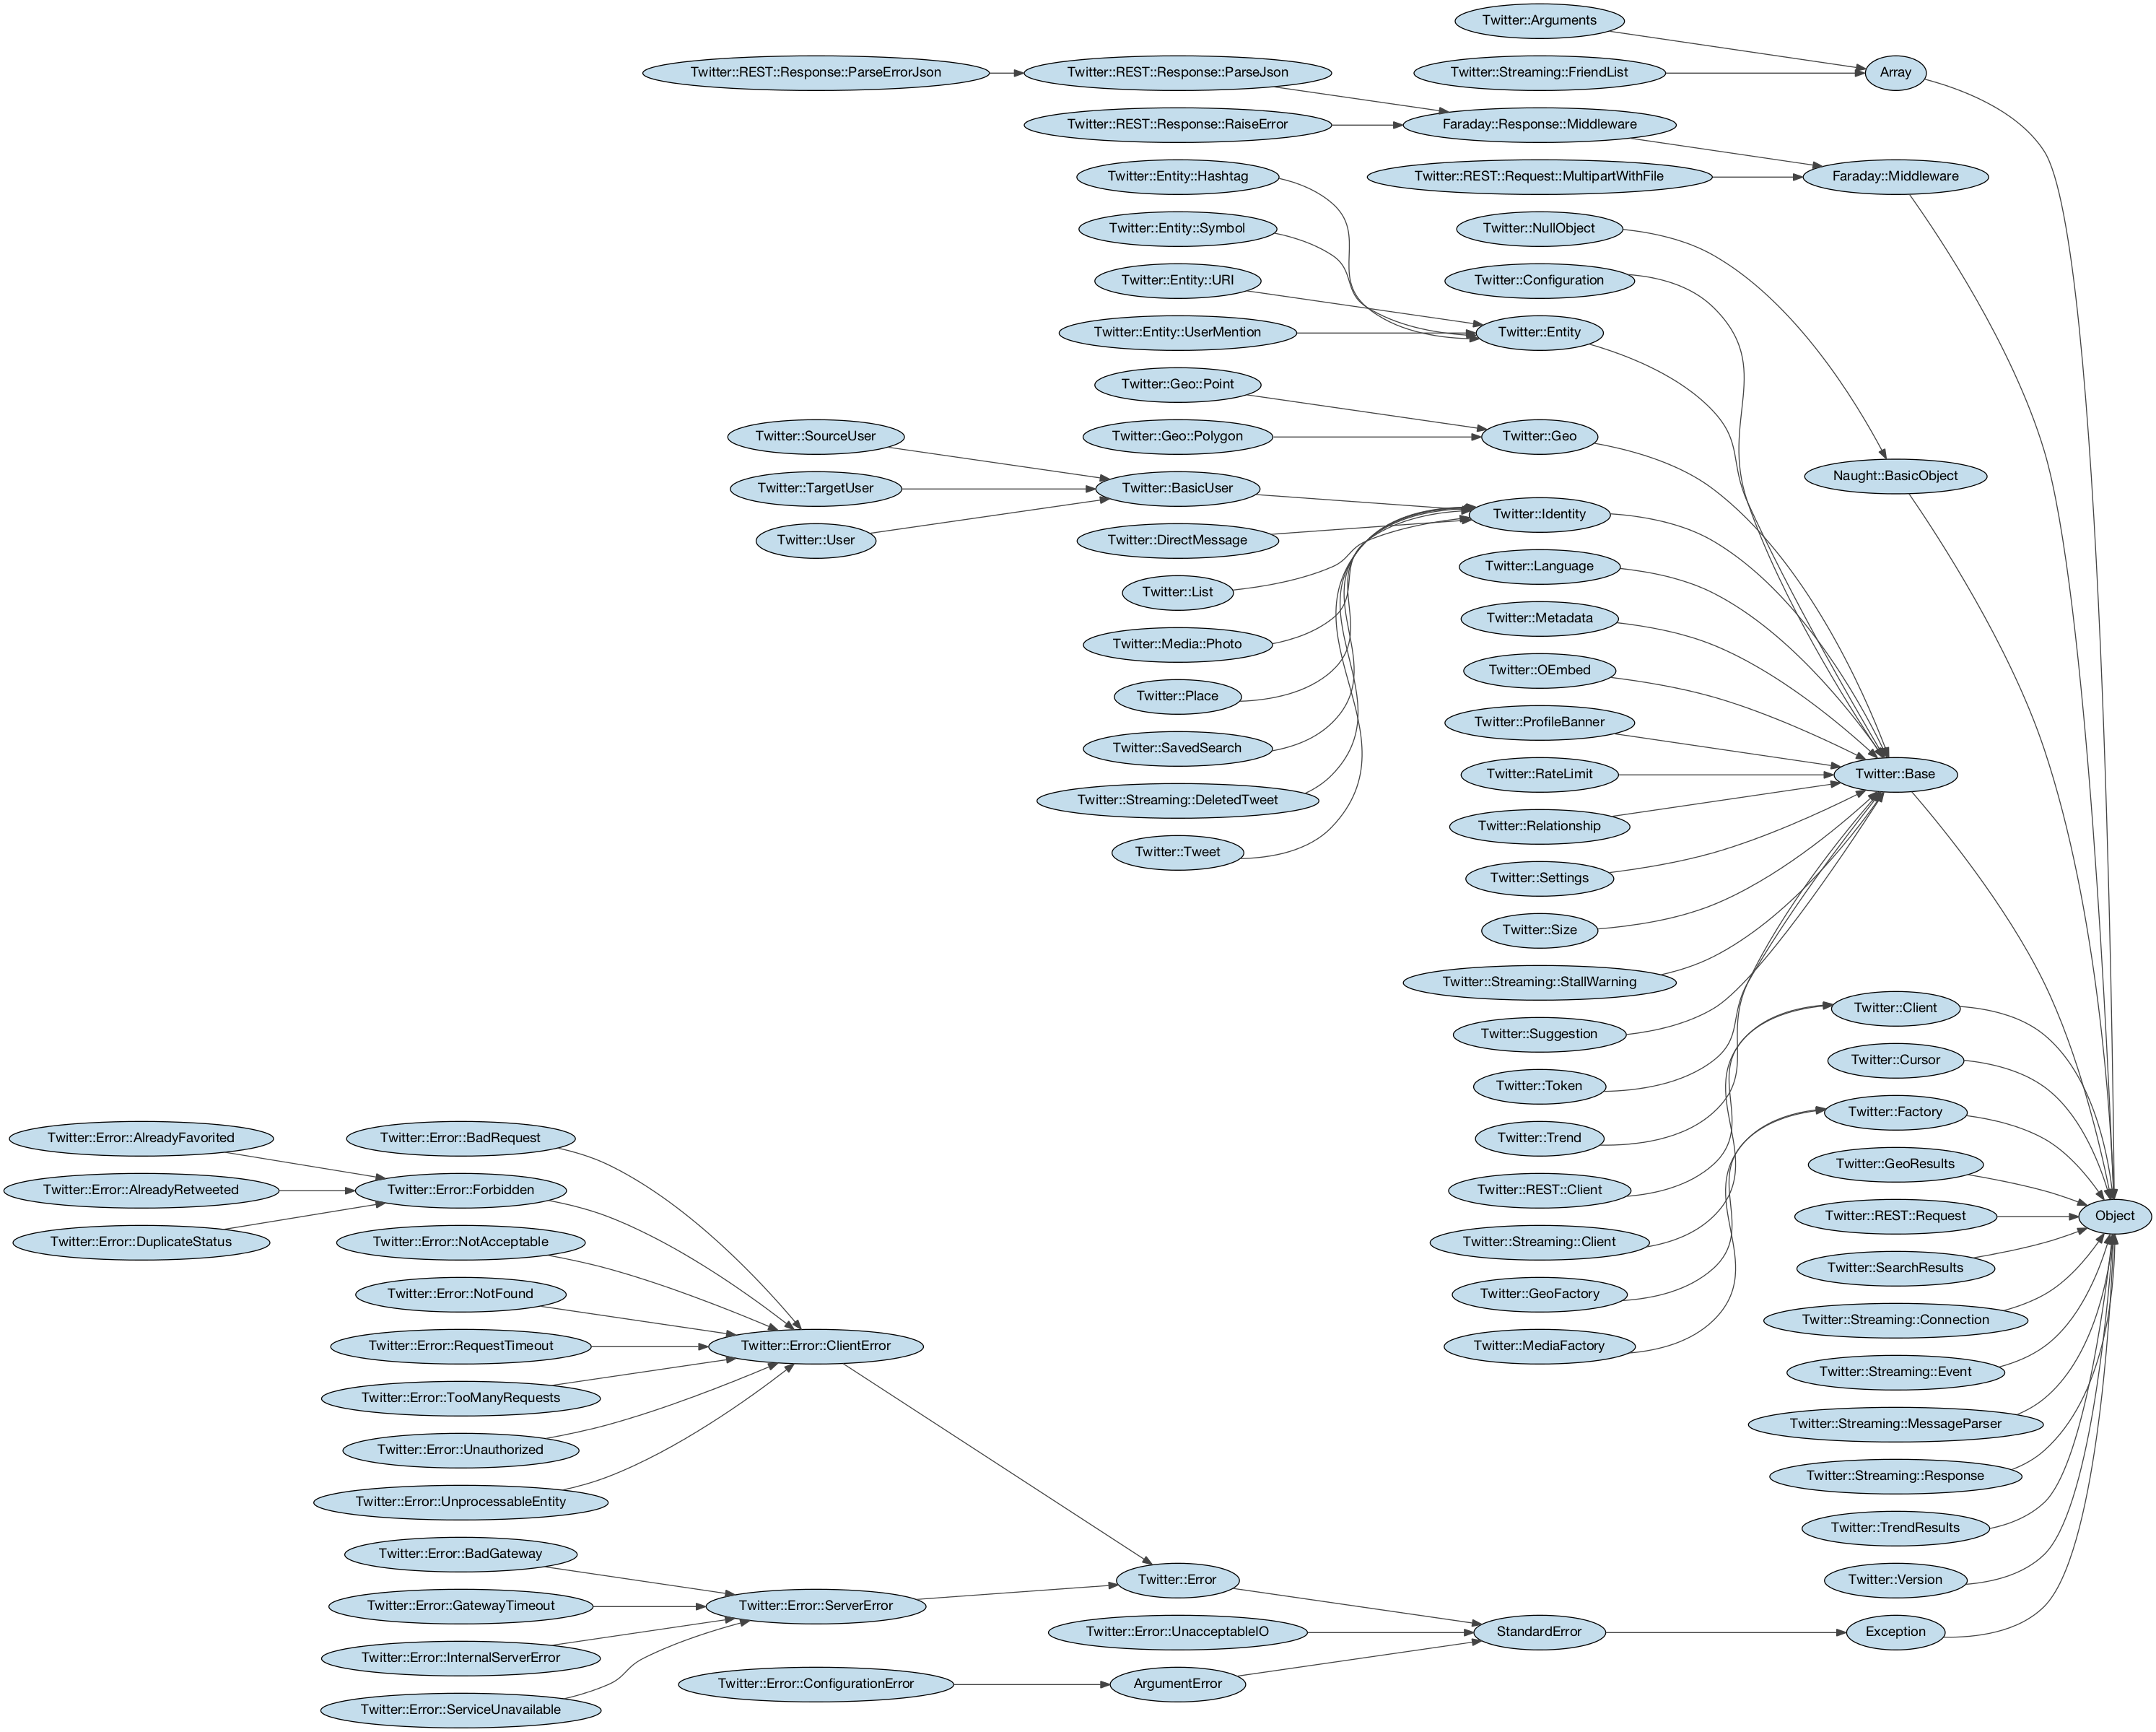 Twitter::Arguments
Twitter::REST::Response::ParseErrorJson
Twitter::REST::Response::ParseJson
Twitter::Streaming::FriendList
Array
Twitter::REST::Response::RaiseError
Faraday::Response::Middleware
Twitter::Entity::Hashtag
Twitter::REST::Request::MultipartWithFile
Faraday::Middleware
Twitter::Entity::Symbol
Twitter::NullObject
Twitter::Entity::URI
Twitter::Configuration
Twitter::Entity::UserMention
Twitter::Entity
Twitter::Geo::Point
Twitter::SourceUser
Twitter::Geo::Polygon
Twitter::Geo
Naught::BasicObject
Twitter::TargetUser
Twitter::BasicUser
Twitter::Identity
Twitter::User
Twitter::DirectMessage
Twitter::Language
Twitter::List
Twitter::Metadata
Twitter::Media::Photo
Twitter::OEmbed
Twitter::Place
Twitter::ProfileBanner
Twitter::SavedSearch
Twitter::RateLimit
Twitter::Base
Twitter::Streaming::DeletedTweet
Twitter::Relationship
Twitter::Tweet
Twitter::Settings
Twitter::Size
Twitter::Streaming::StallWarning
Twitter::Client
Twitter::Suggestion
Twitter::Cursor
Twitter::Token
Twitter::Factory
Twitter::Error::AlreadyFavorited
Twitter::Error::BadRequest
Twitter::Trend
Twitter::GeoResults
Twitter::Error::AlreadyRetweeted
Twitter::Error::Forbidden
Twitter::REST::Client
Twitter::REST::Request
Object
Twitter::Error::DuplicateStatus
Twitter::Error::NotAcceptable
Twitter::Streaming::Client
Twitter::SearchResults
Twitter::Error::NotFound
Twitter::GeoFactory
Twitter::Streaming::Connection
Twitter::Error::RequestTimeout
Twitter::Error::ClientError
Twitter::MediaFactory
Twitter::Streaming::Event
Twitter::Error::TooManyRequests
Twitter::Streaming::MessageParser
Twitter::Error::Unauthorized
Twitter::Streaming::Response
Twitter::Error::UnprocessableEntity
Twitter::TrendResults
Twitter::Error::BadGateway
Twitter::Error
Twitter::Version
Twitter::Error::GatewayTimeout
Twitter::Error::ServerError
Twitter::Error::UnacceptableIO
StandardError
Exception
Twitter::Error::InternalServerError
Twitter::Error::ConfigurationError
ArgumentError
Twitter::Error::ServiceUnavailable